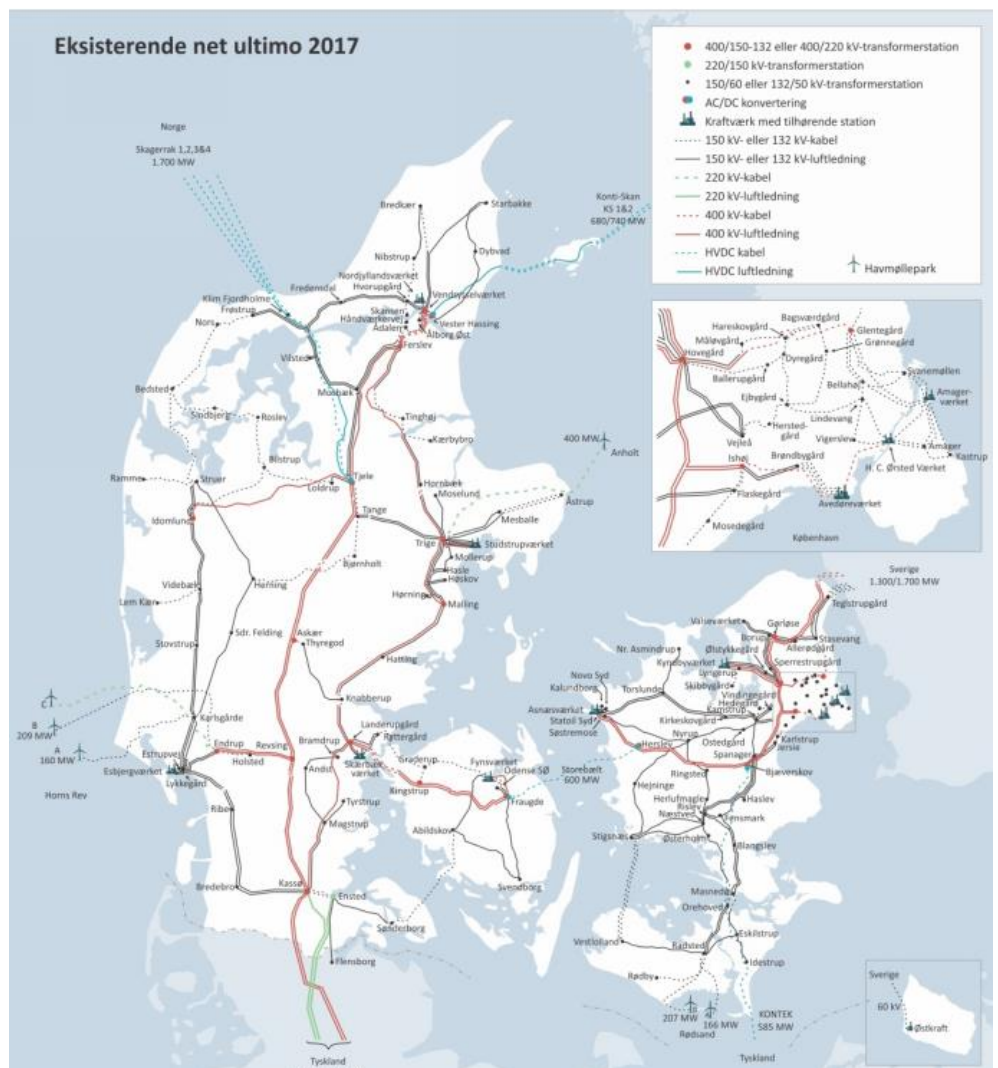 Eksisterende net ultimo 2017
400/150-132 eller 400/220 kV-transformerstation
220/150 kV-transformerstation
150/60 eller 132/50 kV-transformerstation
AC/DC konvertering
Kraftværk med tilhørende station
150 kV- eller 132 kV-kabel
150 kV- eller 132 kV-luftledning
220 kV-kabel
220 kV-luftledning
400 kV-kabel
400 kV-luftledning
HVDC kabel
HVDC luftledning
Havmøllepark
Norge
Skagerrak 1,2,3&4
1.700 MW
Konti-Skan
KS 1&2
680/740 MW
Bredkær
Starbakke
Dybved
Nibstrup
Nordjyllandsværket
Hvorupgård
Vendsysselværket
Fredensdal
Klim Fjordholme
Frøstrup
Skansen
Håndværkervej
Ådalen
Vester Hassing
Ålborg Øst
Ferslev
Nors
Vilsted
Mosbæk
Bedsted
Sindbjerg
Roslev
Tinghøj
Kærbybro
400 MW
Anholt
Bilstrup
Ramme
Struer
Loldrup
Tjele
Hornbæk
Moselund
Åstrup
Idomlund
Tange
Mesballe
Trige
Studstrupværket
Bjørnholt
Mollerup
Hasle
Høskov
Videbæk
Herning
Hørning
Malling
Lem Kær
Stovstrup
Sdr. Felding
Askær
Thyregod
Hatting
Knabberup
C
B
209 MW
A
160 MW
Horns Rev
Karlsgårde
Estrupvej
Endrup
Revsing
Holsted
Esbjergværket
Lykkegård
Bramdrup
Landerupgård
Ryttergård
Skærbækværket
Graderup
Fynsværket
Odense SØ
Andst
Kingstrup
Fraugde
Storebælt
600 MW
Ribe
Tyrstrup
Magstrup
Abildskov
Svendborg
Bredebro
Kassø
Ensted
Sønderborg
Flensborg
Tyskland
Hareskovgård
Bagsværdgård
Glentegård
Måløvgård
Hovegård
Grønnegård
Dyregård
Ballerupgård
Svanemøllen
Bellahøj
Amager-
værket
Ejbygård
Lindevang
Hersted-
gård
Vejleå
Vigerslev
Amager
Kastrup
Ishøj
Brøndbygård
H. C. Ørsted Værket
Flaskegård
Avedøreværket
Mosedegård
København
Sverige
1.300/1.700 MW
Teglstrupgård
Valseværket
Gørløse
Borup
Stasevang
Allerødgård
Ølstykkegård
Nr. Asmindrup
Kyndbyværket
Sperrestrupgård
Lyngerup
Skibbygård
Novo Syd
Kalundborg
Torslunde
Vindingegård
Hedegård
Kamstrup
Asnæsværket
Statoil Syd
Kirkeskovgård
Søstremose
Karlstrup
Jersie
Herslev
Nyrup
Ostedgård
Spanager
Bjæverskov
Ringsted
Hejninge
Herlufmagle
Rislev
Haslev
Næstved
Fensmark
Stigsnæs
Østerholm
Blangslev
Masnedø
Orehoved
Eskilstrup
Vestlolland
Radsted
Idestrup
Rødby
207 MW
166 MW
Rødsand
KONTEK
585 MW
Tyskland
Sverige
60 kV
Østkraft